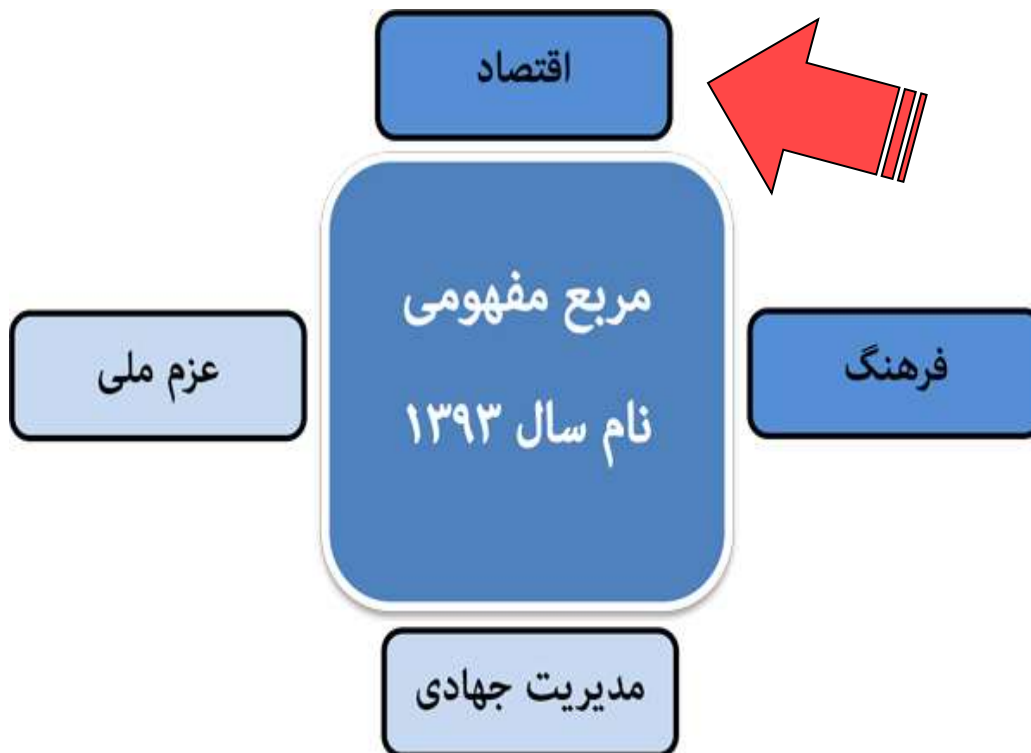 اقتصاد
مربع مفهومی
نام سال ۱۳۹۳
فرهنگ
عزم ملی
مدیریت جهادی